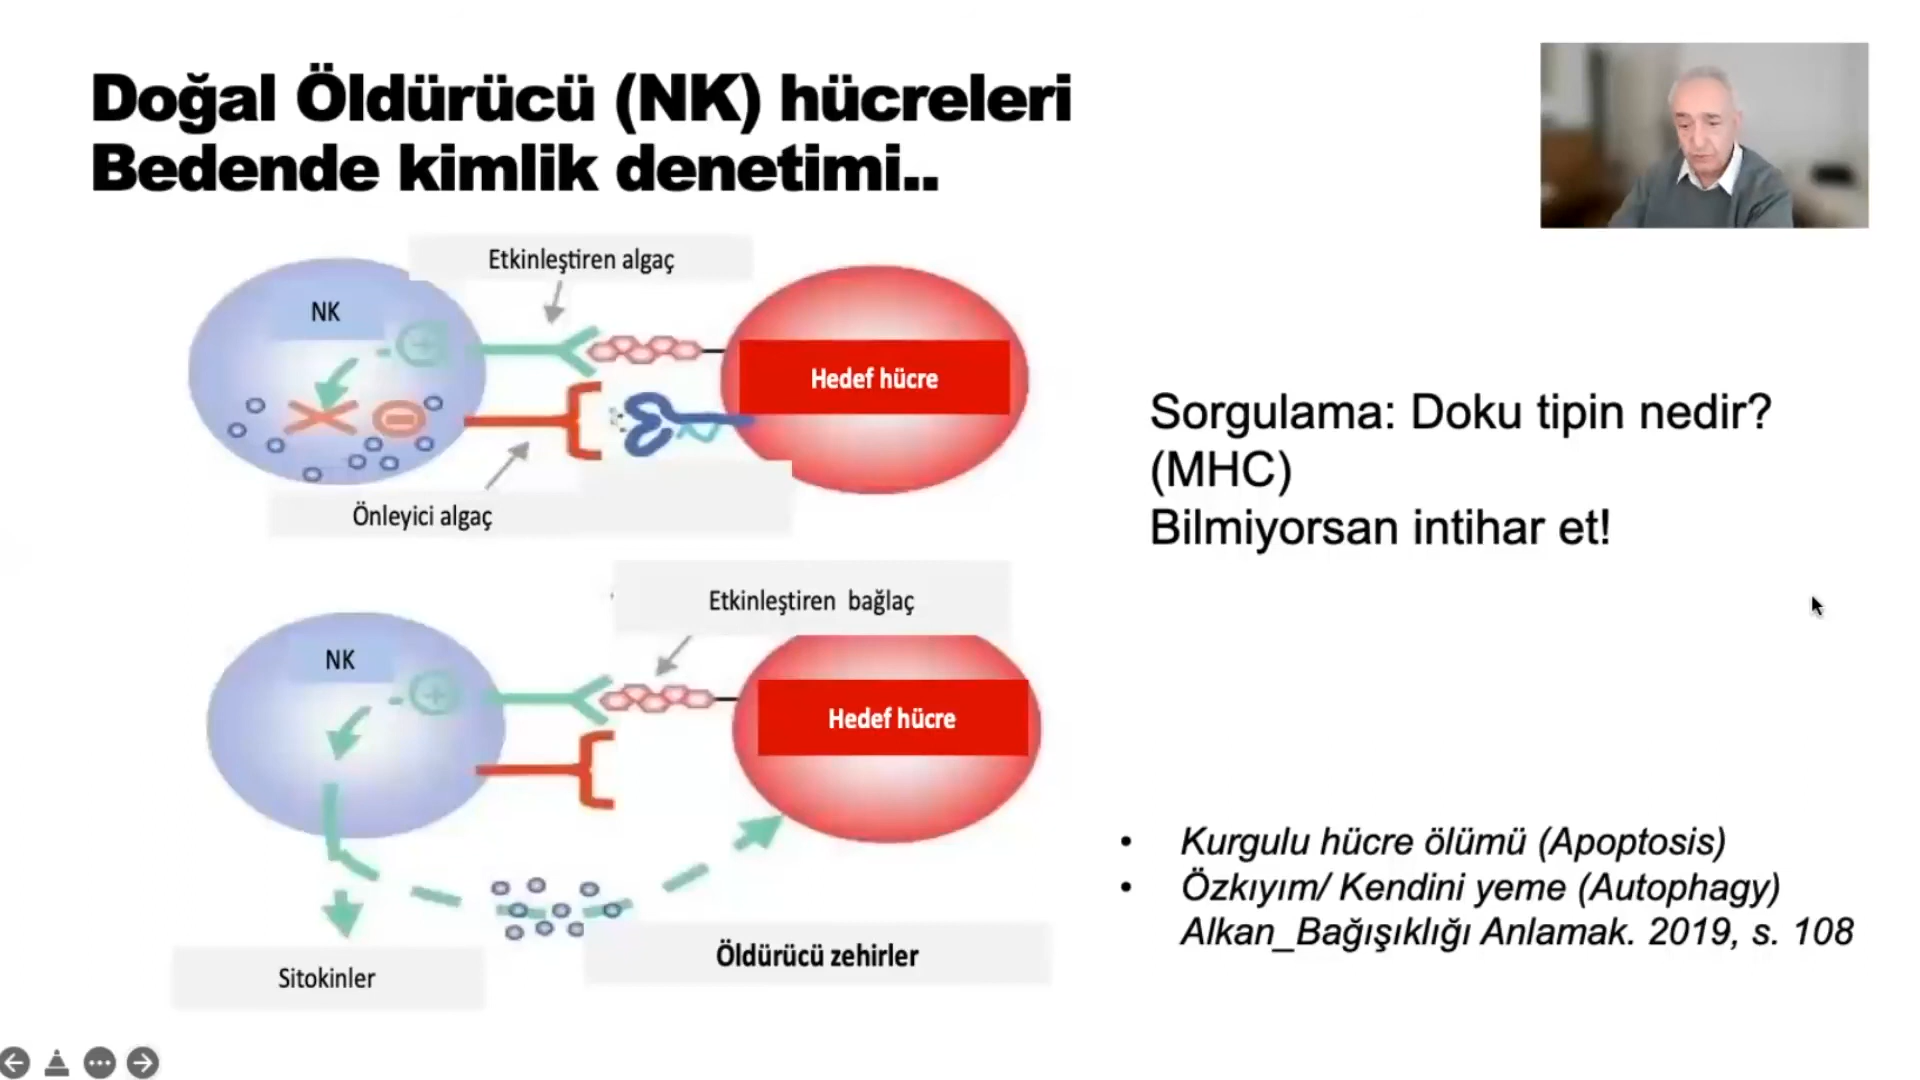 Doğal Öldürücü (NK) hücreleri
Bedende kimlik denetimi..
Etkinleştiren algaç
NK
Hedef hücre
Önleyici algaç
Sorgulama: Doku tipin nedir?
(MHC)
Bilmiyorsan intihar et!
Etkinleştiren bağlaç
NK
Hedef hücre
Öldürücü zehirler
Sitokinler
• Kurgulu hücre ölümü (Apoptosis)
• Özkıyım/ Kendini yeme (Autophagy)
Alkan_Bağışıklığı Anlamak. 2019, s. 108